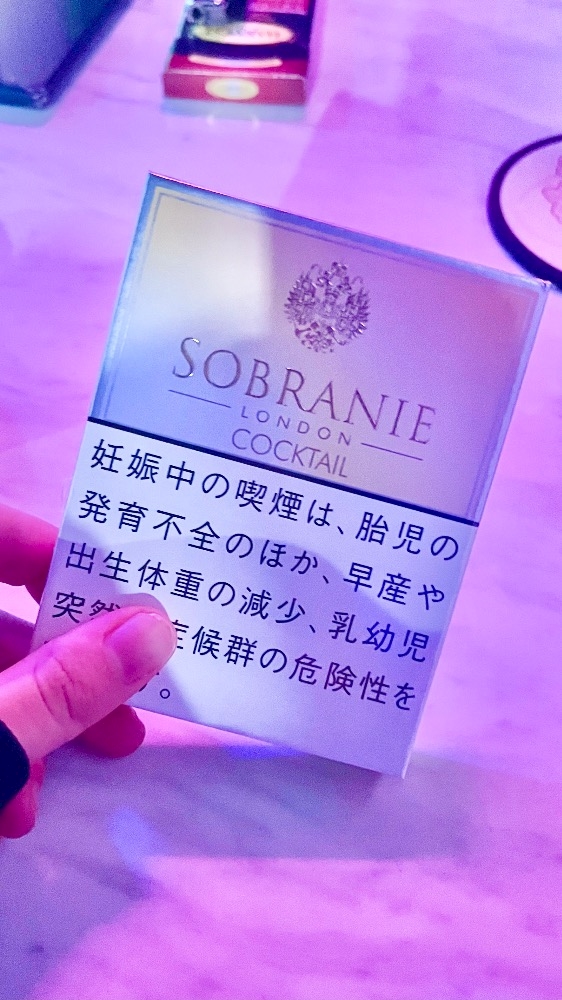 SOBRANIE
LONDON
COCKTAIL
妊娠中の喫煙は、胎児の
発育不全のほか、早産や
出生体重の減少、乳幼児
突然 症候群の危険性を
。